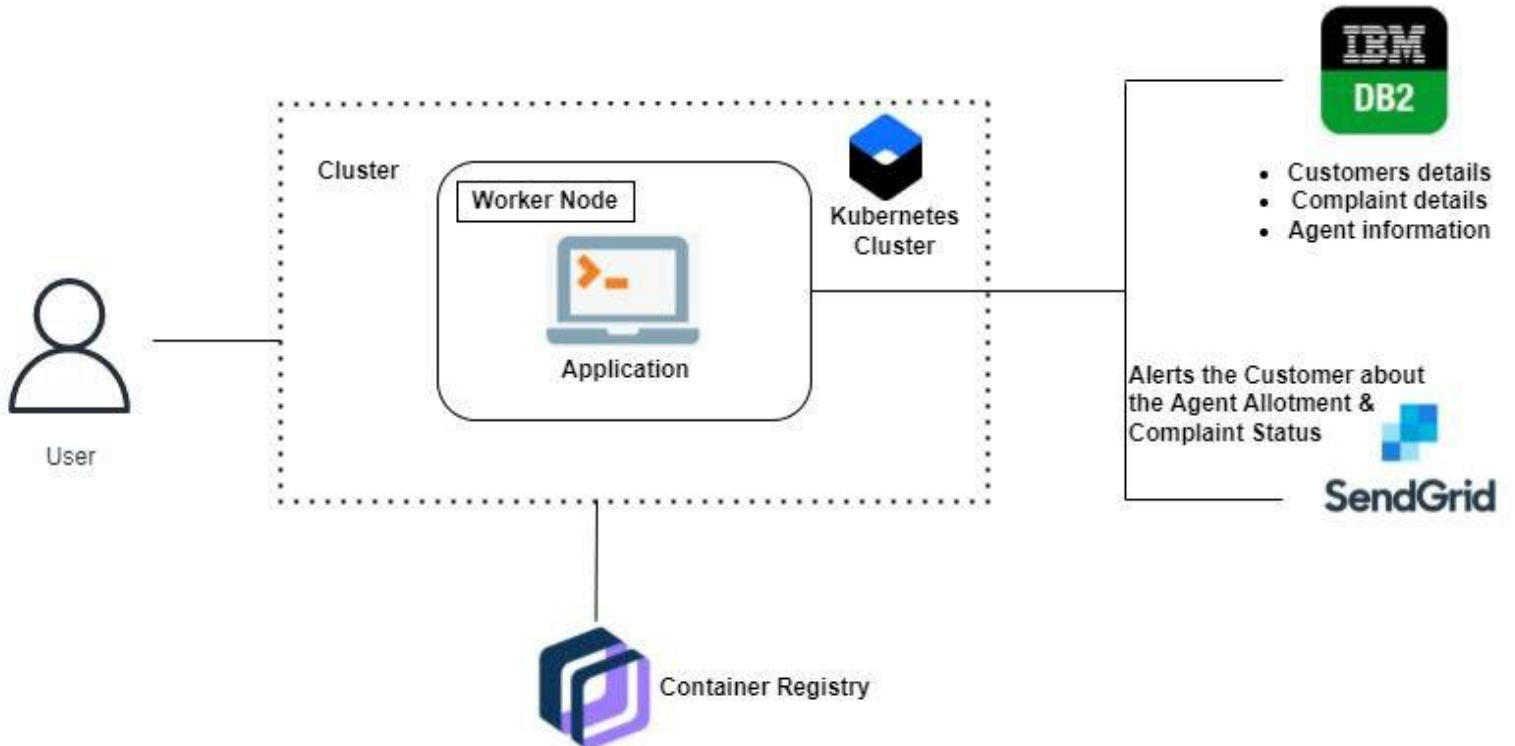 IBM
DB2
Cluster
Worker Node
Kubernetes
Cluster
• Customers details
• Complaint details
• Agent information
Application
User
Alerts the Customer about
the Agent Allotment &
Complaint Status
SendGrid
Container Registry